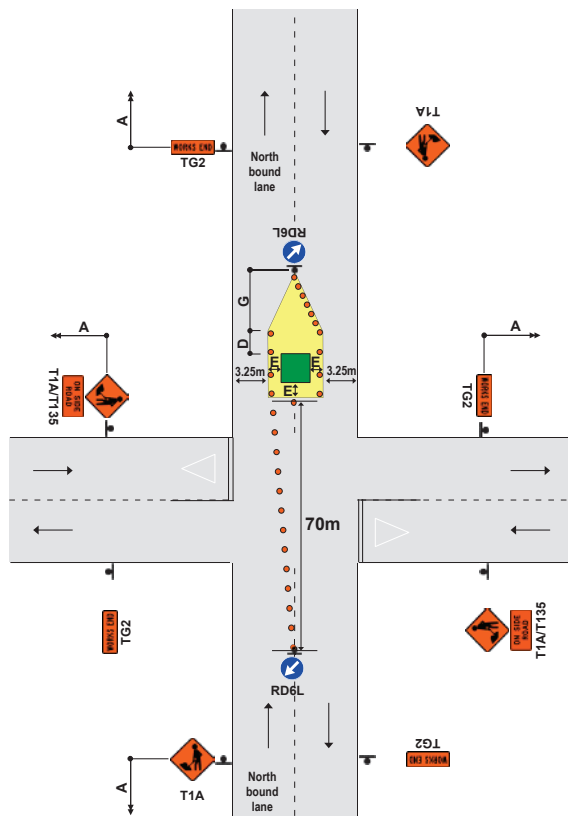 A
WORKS END
TG2
North
bound
lane
T1A
RD6L
G
D
A
T1A/T135
ON SIDE
ROAD
E
E
E
3.25m
3.25m
A
WORKS END
TG2
70m
WORKS END
TG2
ON SIDE
ROAD
T1A/T135
RD6L
A
T1A
North
bound
lane
TG2
WORKS END